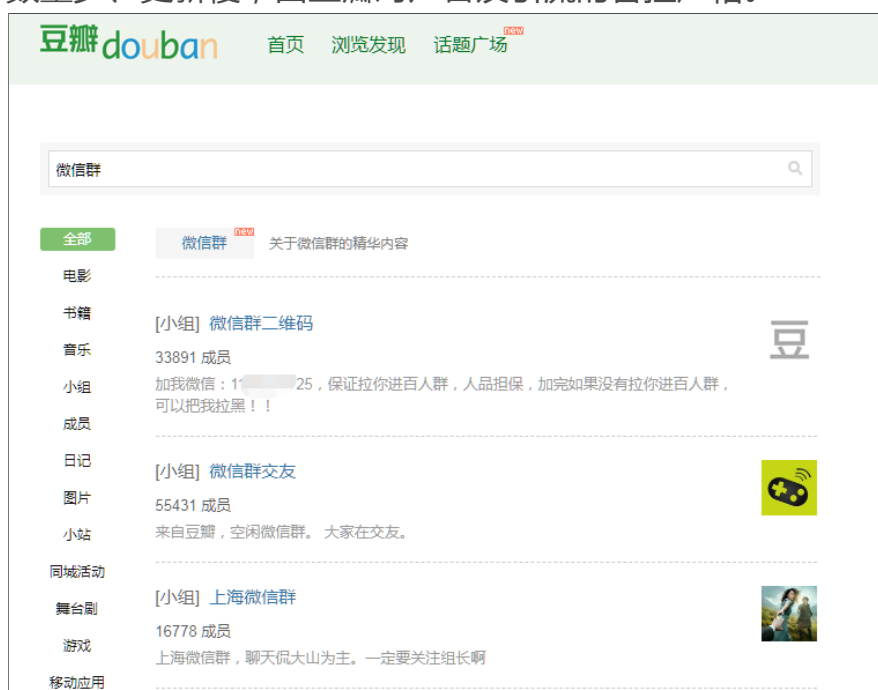 豆瓣douban 首页 浏览发现 话题广场 new
微信群
全部
电影
书籍
音乐
小组
成员
日记
图片
小站
同城活动
舞台剧
游戏
移动应用
微信群 new 关于微信群的精华内容
[小组] 微信群二维码
豆
33891 成员
加我微信：1 25，保证拉你进百人群，人品担保，加完如果没有拉你进百人群，
可以把我拉黑！！
[小组] 微信群交友
55431 成员
来自豆瓣，空闲微信群。 大家在交友。
[小组] 上海微信群
16778 成员
上海微信群，聊天侃大山为主。一定要关注组长啊